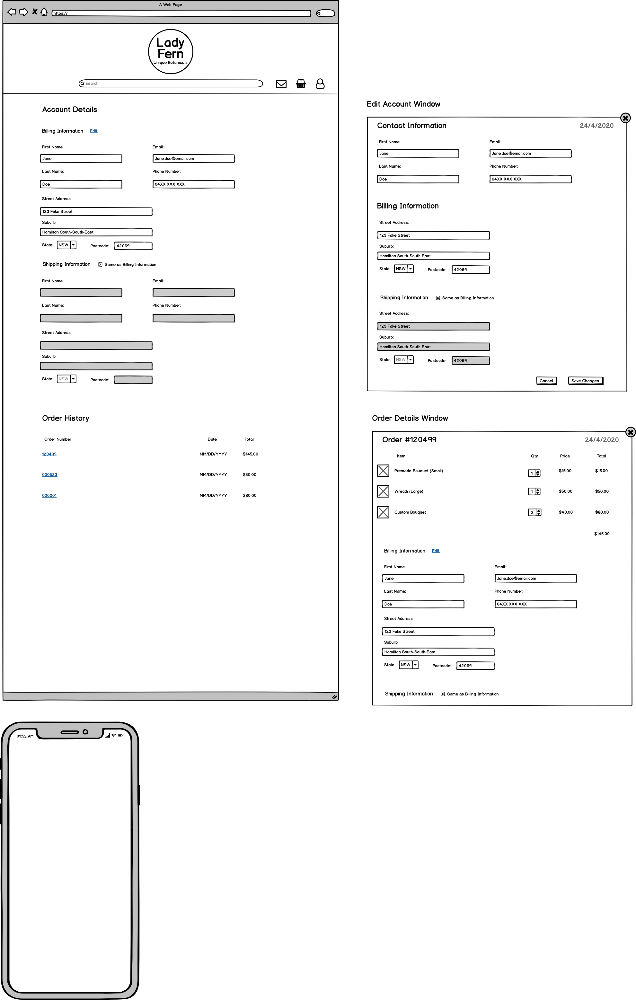 A Web Page
https://
Lady
Fern
Unique Botanicals
search
Account Details
Billing Information Edit
First Name: Email:
Jane Jane.doe@email.com
Last Name: Phone Number:
Doe 04XX XXX XXX
Street Address:
123 Fake Street
Suburb:
Hamilton South-South-East
State: NSW Postcode: 42069
Shipping Information x Same as Billing Information
First Name: Email:
Last Name: Phone Number:
Street Address:
Suburb:
State: NSW Postcode:
Order History
Order Number Date Total
120499 MM/DD/YYYY $145.00
000523 MM/DD/YYYY $50.00
000001 MM/DD/YYYY $80.00
Edit Account Window
Contact Information 24/4/2020
First Name: Email:
Jane Jane.doe@email.com
Last Name: Phone Number:
Doe 04XX XXX XXX
Billing Information
Street Address:
123 Fake Street
Suburb:
Hamilton South-South-East
State: NSW Postcode: 42069
Shipping Information x Same as Billing Information
Street Address:
123 Fake Street
Suburb:
Hamilton South-South-East
State: NSW Postcode: 42069
Cancel Save Changes
Order Details Window
Order #120499 24/4/2020
Item Qty Price Total
Premade-Bouquet (Small) 1 $15.00 $15.00
Wreath (Large) 1 $50.00 $50.00
Custom Bouquet 2 $40.00 $80.00
$145.00
Billing Information Edit
First Name: Email:
Jane Jane.doe@email.com
Last Name: Phone Number:
Doe 04XX XXX XXX
Street Address:
123 Fake Street
Suburb:
Hamilton South-South-East
State: NSW Postcode: 42069
Shipping Information x Same as Billing Information
09:52 AM